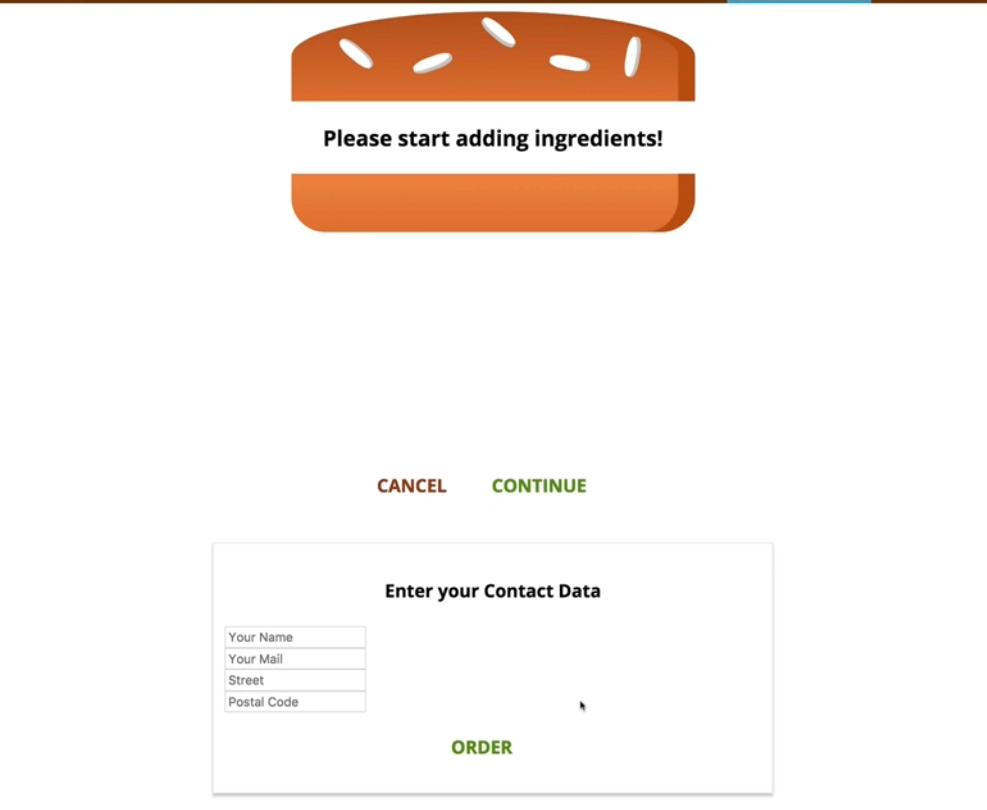 Please start adding ingredients!
CANCEL CONTINUE
Enter your Contact Data
Your Name
Your Mail
Street
Postal Code
ORDER